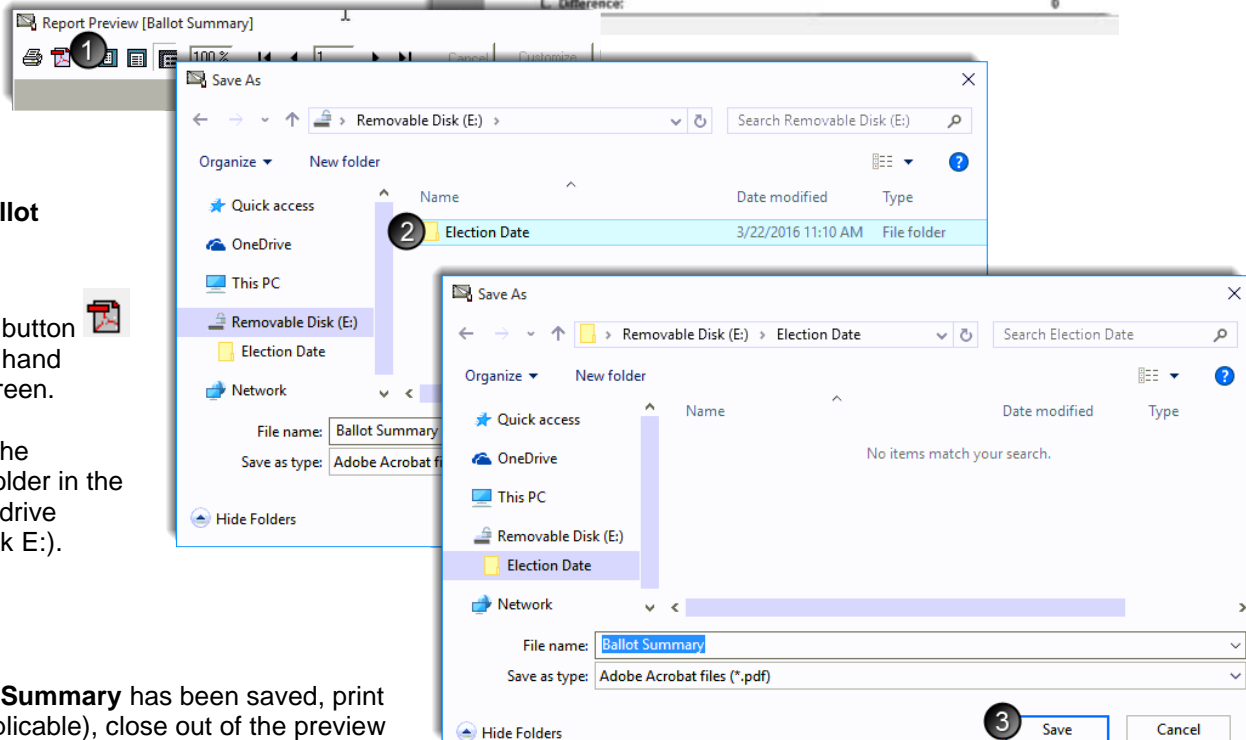 L. Difference: 0
Report Preview [Ballot Summary]
1
100 % 1 Cancel Customize
Save As
Removable Disk (E:)
Search Removable Disk (E:)
Organize New folder
Name Date modified Type
Quick access
2 Election Date 3/22/2016 11:10 AM File folder
OneDrive
This PC
Removable Disk (E:)
Election Date
Network
File name: Ballot Summary
Save as type: Adobe Acrobat fi
Hide Folders
Save As
Removable Disk (E:) Election Date
Search Election Date
Organize New folder
Name Date modified Type
Quick access
No items match your search.
OneDrive
This PC
Removable Disk (E:)
Election Date
Network
File name: Ballot Summary
Save as type: Adobe Acrobat files (*.pdf)
Hide Folders
3 Save Cancel
llot
button
hand
reen.
he
older in the
drive
k E:).
Summary has been saved, print
plicable), close out of the preview